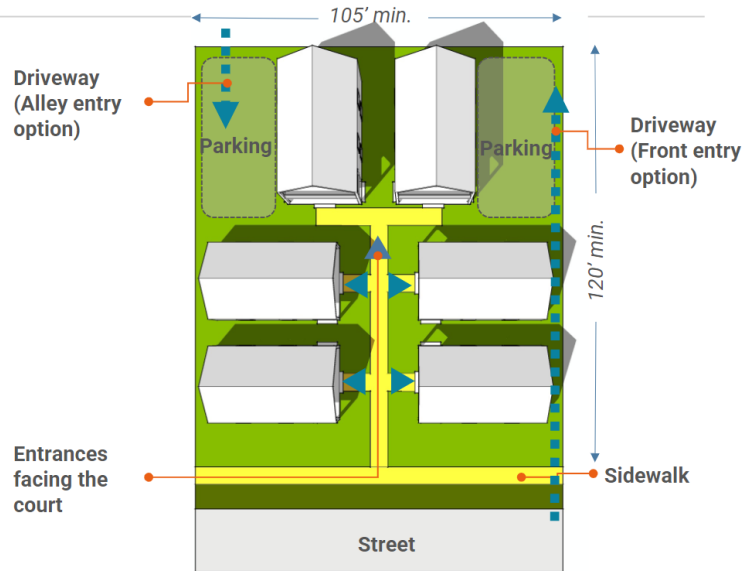 105’ min.
Driveway
(Alley entry
option)
Parking
Parking
Driveway
(Front entry
option)
120’ min.
Entrances
facing the
court
Sidewalk
Street